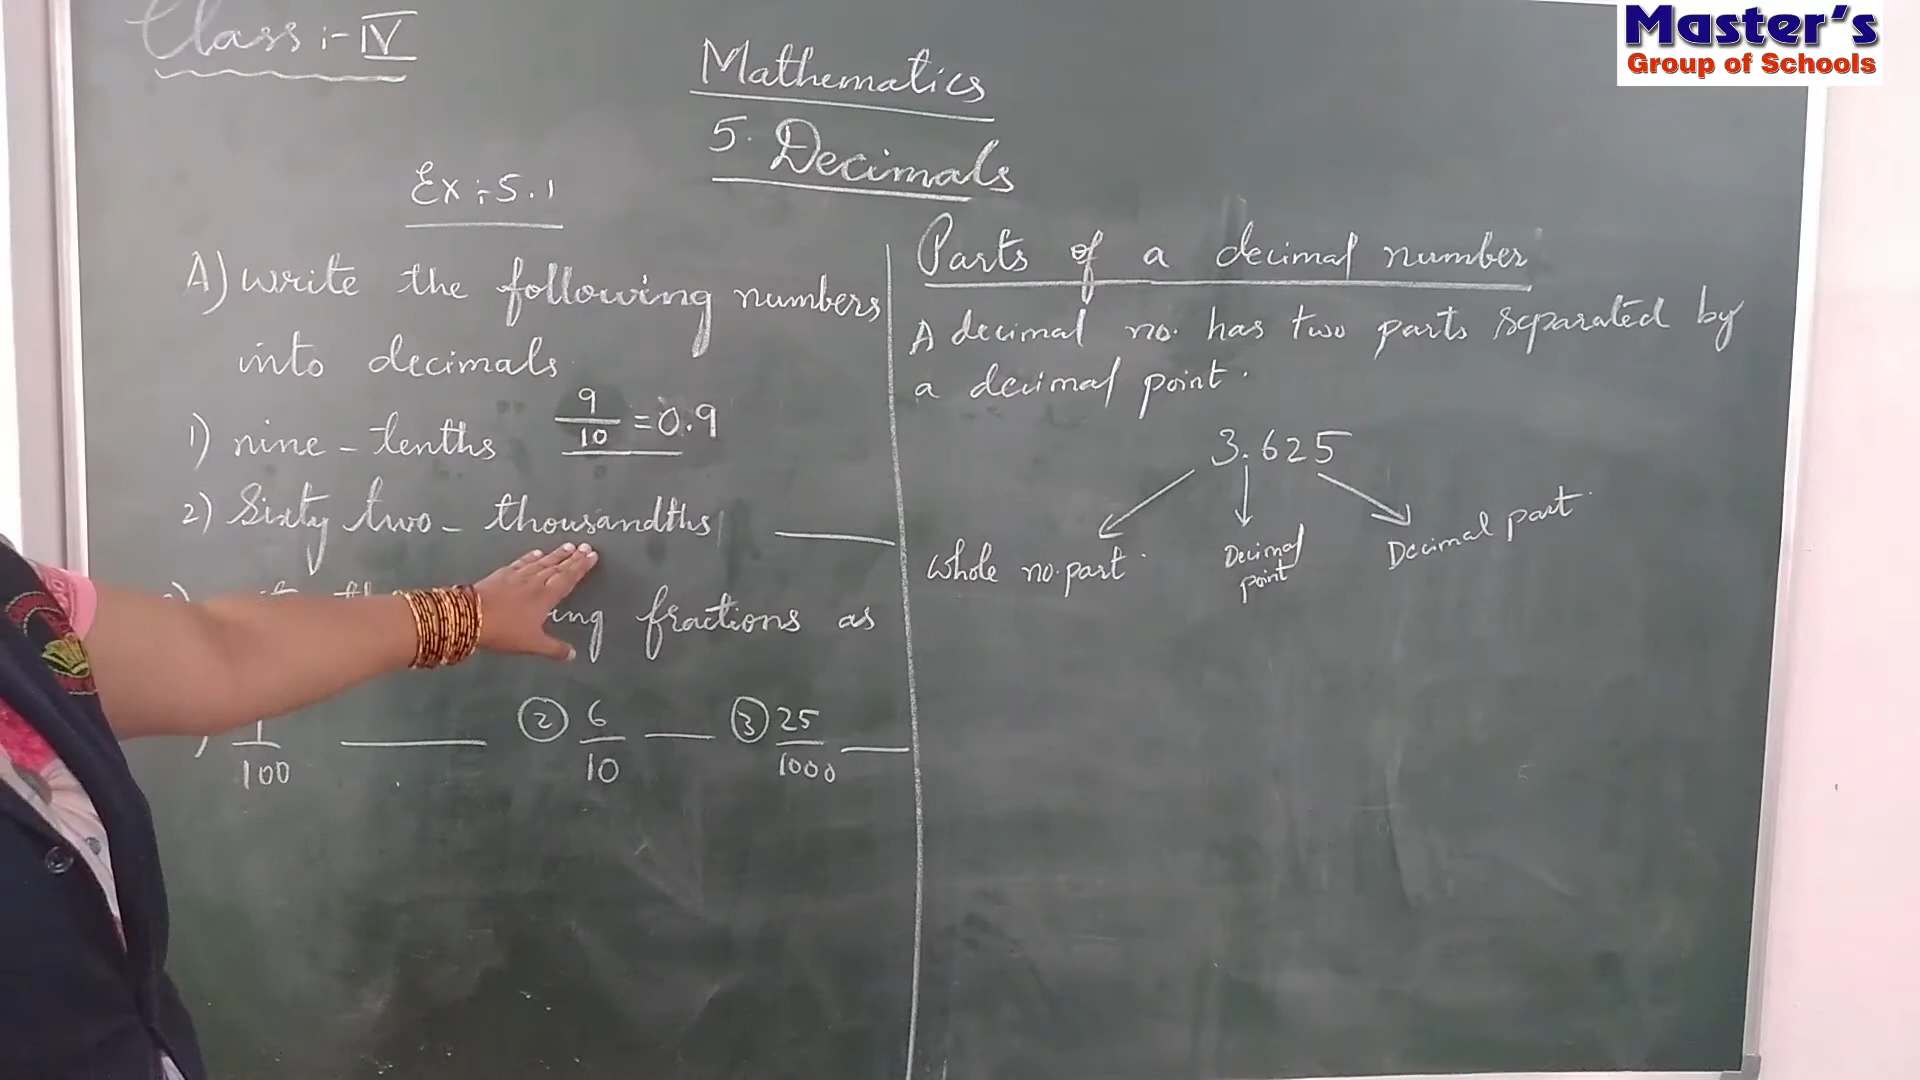 Class :- IV
Mathematics
5. Decimals
Ex :- 5.1
A) write the following numbers
into decimals.
1) nine - tenths 9/10 = 0.9
2) Sixty two - thousandths
ing fractions as
1/100 ② 6/10 ③ 25/1000
Parts of a decimal number
A decimal no. has two parts separated by
a decimal point.
3.625
Whole no. part.
Decimal
point
Decimal part
Master's
Group of Schools